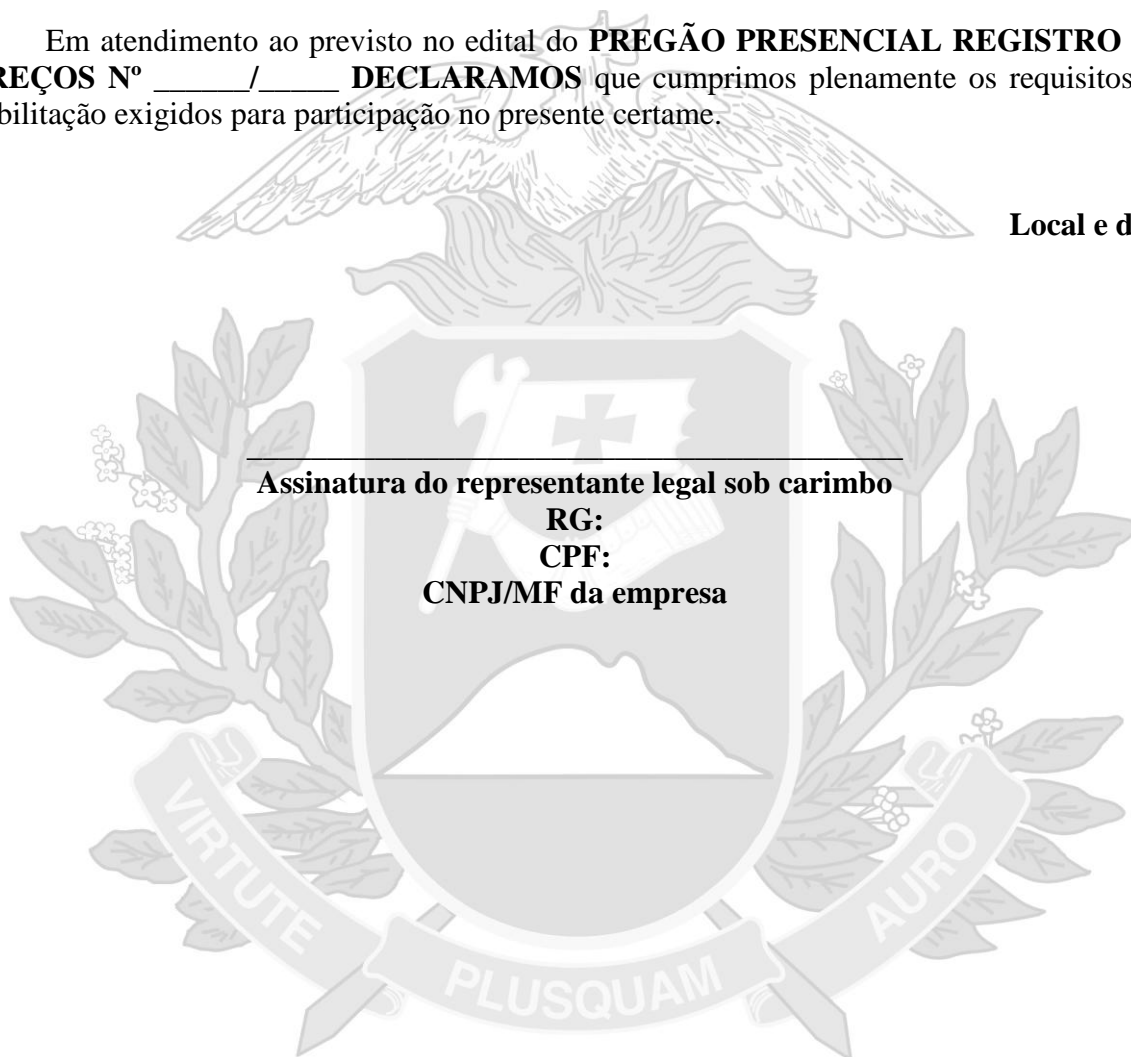 Em atendimento ao previsto no edital do PREGÃO PRESENCIAL REGISTRO
REÇOS Nº ______/_____ DECLARAMOS que cumprimos plenamente os requisitos
bilitação exigidos para participação no presente certame.
Local e d
Assinatura do representante legal sob carimbo
RG:
CPF:
CNPJ/MF da empresa
VIRTUTE PLUSQUAM AURO